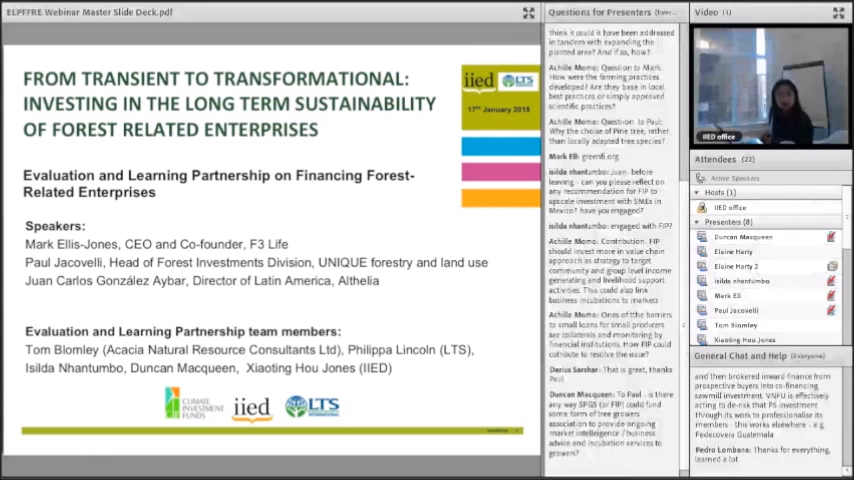 ELPFFRE Webinar Master Slide Deck.pdf
FROM TRANSIENT TO TRANSFORMATIONAL:
INVESTING IN THE LONG TERM SUSTAINABILITY
OF FOREST RELATED ENTERPRISES
iied LTS
17th January 2018
Evaluation and Learning Partnership on Financing Forest-
Related Enterprises
Speakers:
Mark Ellis-Jones, CEO and Co-founder, F3 Life
Paul Jacovelli, Head of Forest Investments Division, UNIQUE forestry and land use
Juan Carlos González Aybar, Director of Latin America, Althelia
Evaluation and Learning Partnership team members:
Tom Blomley (Acacia Natural Resource Consultants Ltd), Philippa Lincoln (LTS),
Isilda Nhantumbo, Duncan Macqueen, Xiaoting Hou Jones (IIED)
CLIMATE
INVESTMENT
FUNDS
iied
LTS
INTERNATIONAL
Questions for Presenters (Ever...
think it could it have been addressed
in tandem with expanding the
planted area? And if so, how?
Achille Momo: Question to Mark:
How were the farming practices
developed? Are they base in local
best practices or simply approved
scientific practices?
Achille Momo: Question to Paul:
Why the choice of Pine tree, rather
than locally adapted tree species?
Mark Ell: greenfi.org
isilda nhantumbo: Juan- before
leaving - can you please reflect on
any recommendation for FIP to
upscale investment with SMEs in
Mexico? have you engaged?
isilda nhantumbo: engaged with FIP?
Achille Momo: Contribution. FIP
should invest more in value chain
approach as strategy to target
community and group level income
generating and livelihood support
activities. This could also link
business incubations to markets
Achille Momo: Ones of tthe barriers
to small loans for small producers
are collaterals and monitoring by
financial institutions. How FIP could
cotribute to resolve the issue?
Darius Sarshar: That is great, thanks
Paul
Duncan Macqueen: To Paul - is there
any way SPGS (or FIP) could fund
some form of tree growers
association to provide ongoing
market intelleigence / business
advice and incubation services to
growers?
Video (1)
IIED office
Attendees (22)
Active Speakers
Hosts (1)
IIED office
Presenters (8)
Duncan Macqueen
Elaine Harty
Elaine Harty 2
isilda nhantumbo
Mark Ell
Paul Jacovelli
Tom Blomley
Xiaoting Hou Jones
General Chat and Help (Everyone)
and then brokered inward finance from
prospective buyers into co-financing
sawmill investment. VNFU is effectively
acting to de-risk that PS investment
through its work to professionalise its
members - this works elsewhere - e.g.
Fedecovera Guatemala
Pedro Lombana: Thanks for everything,
learned a lot